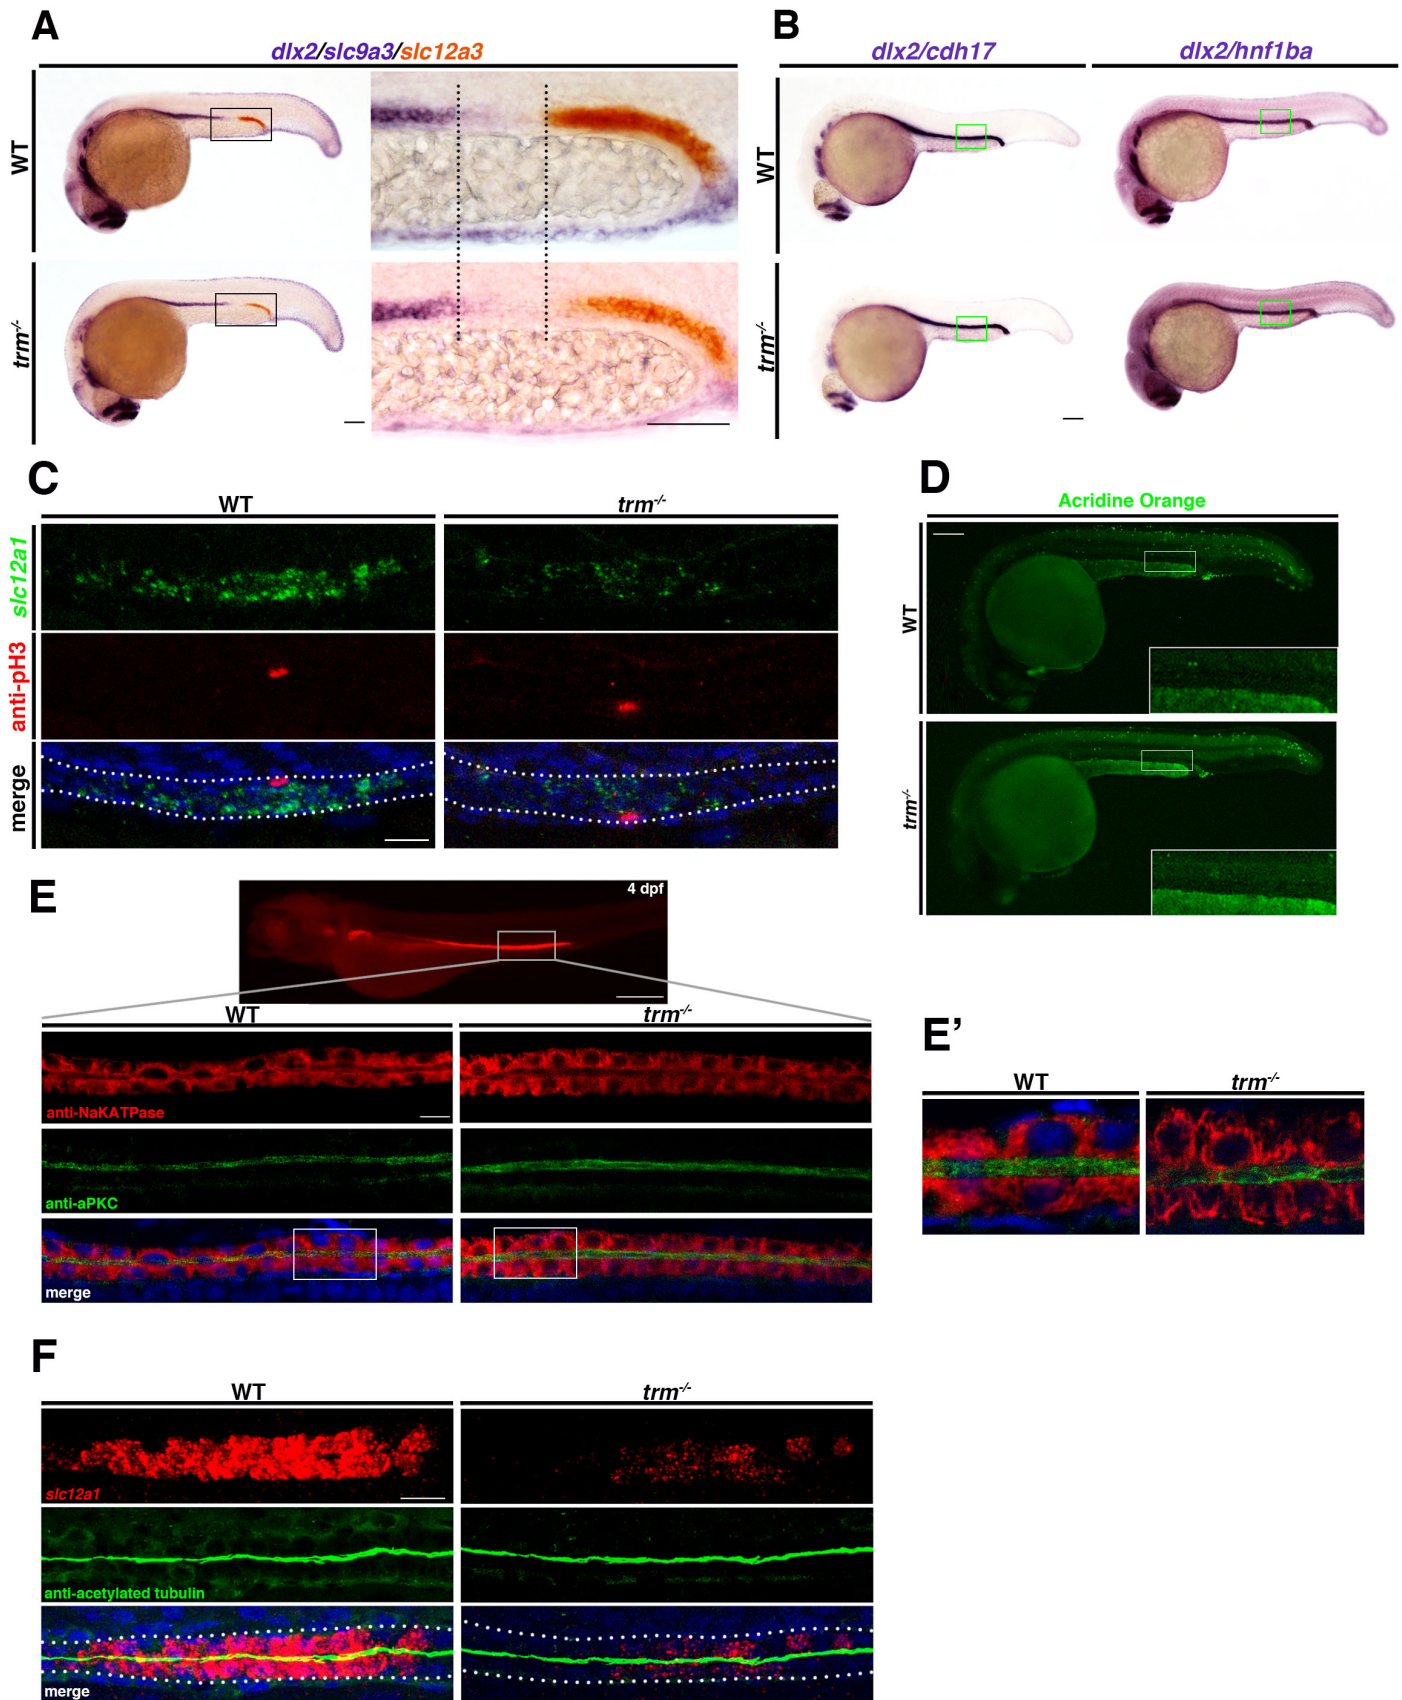 A
dlx2/slc9a3/slc12a3
WT
trm-/-
B
dlx2/cdh17
dlx2/hnf1ba
WT
trm-/-
C
WT
trm-/-
slc12a1
anti-pH3
merge
D
Acridine Orange
WT
trm-/-
E
4 dpf
WT
trm-/-
anti-NaKATPase
anti-aPKC
merge
E’
WT
trm-/-
F
WT
trm-/-
slc12a1
anti-acetylated tubulin
merge